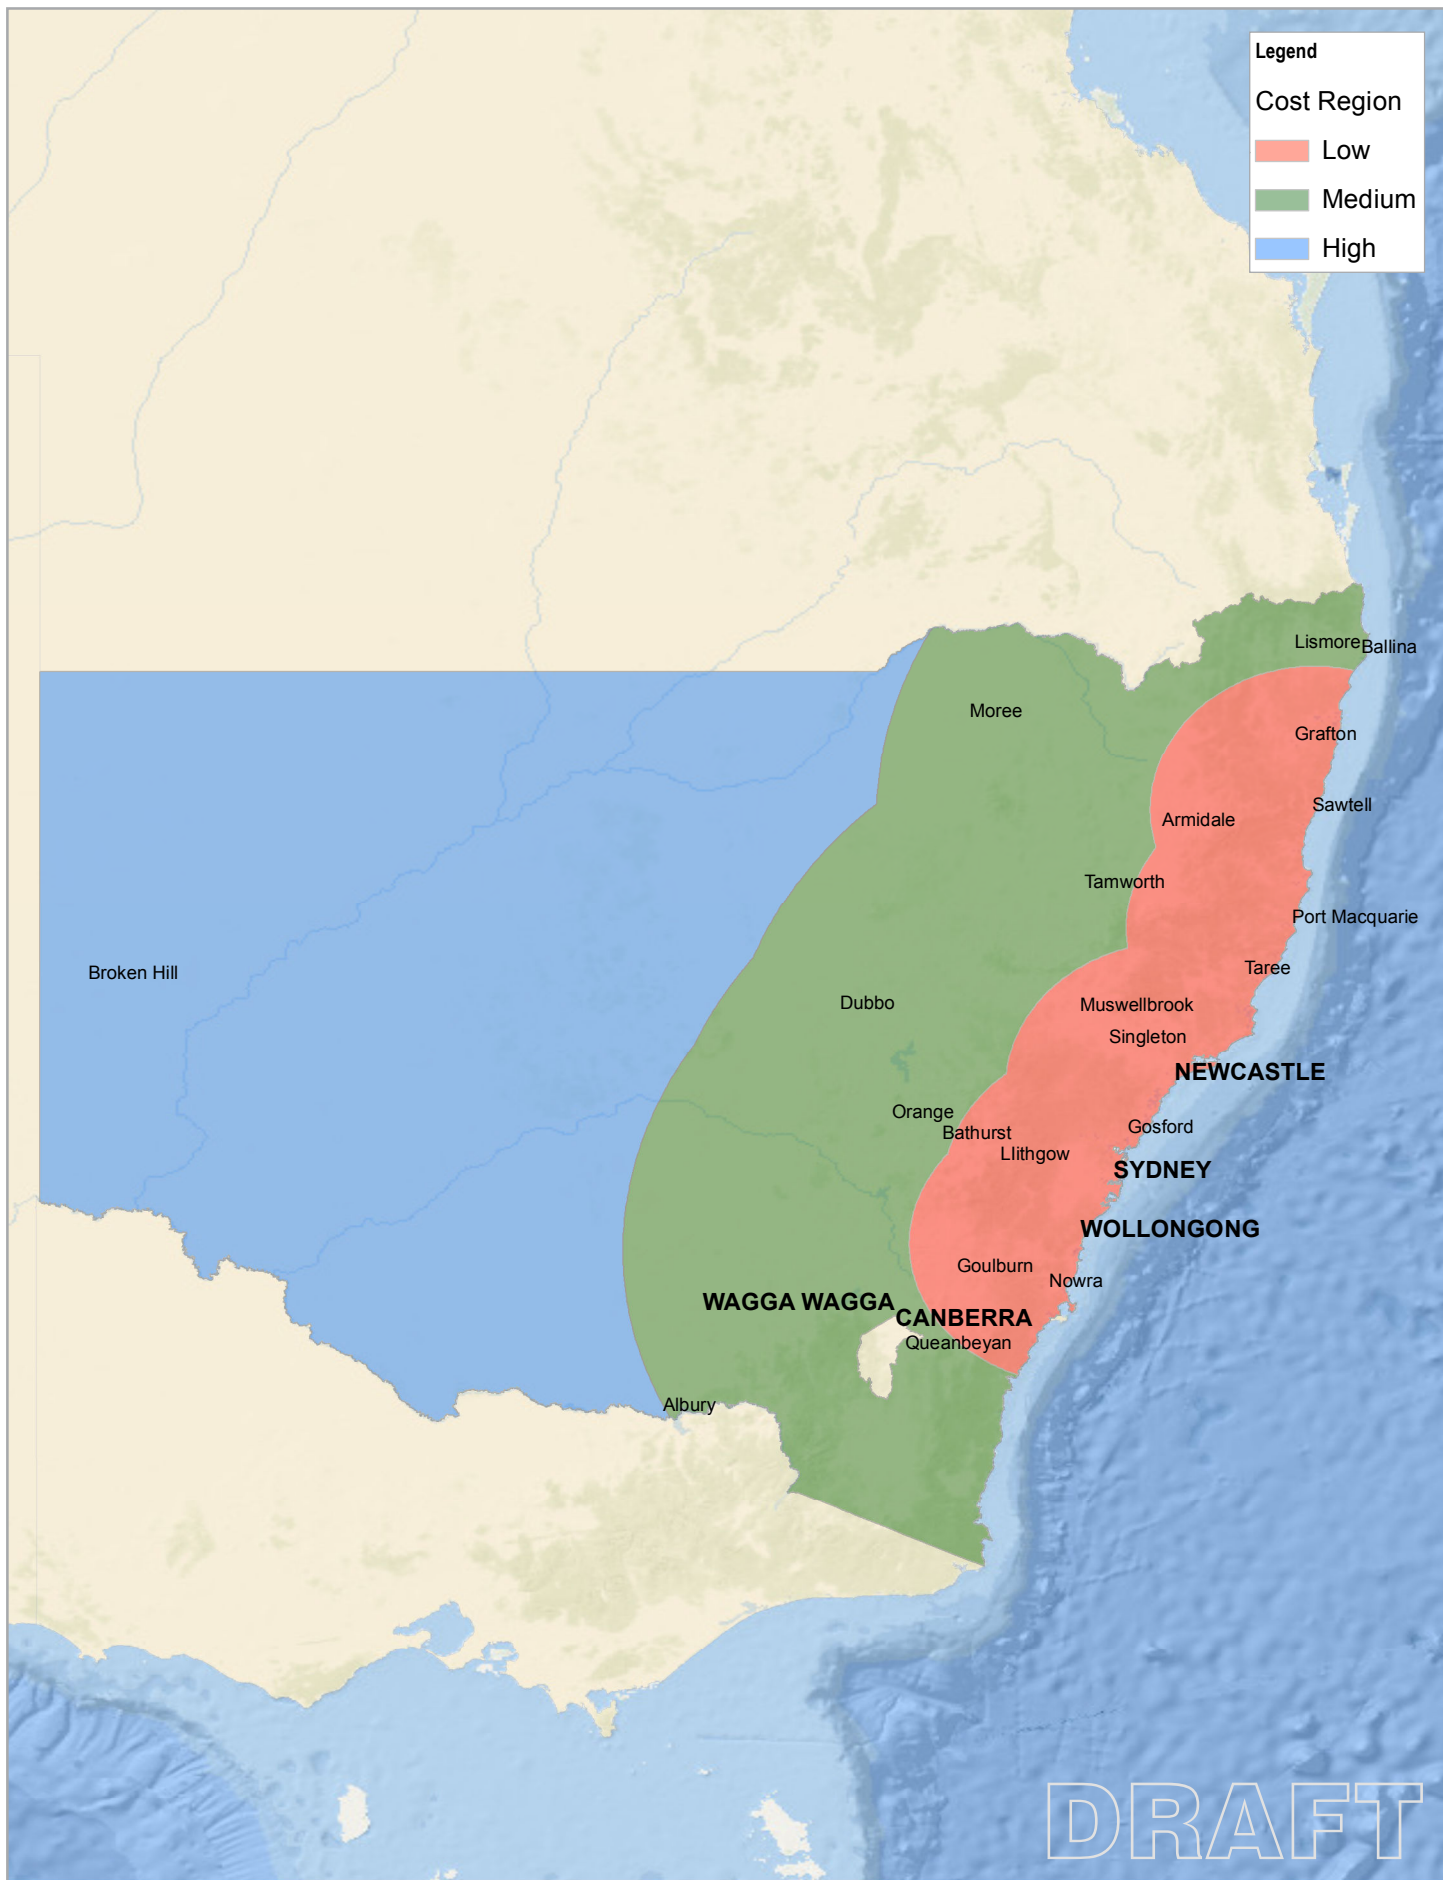 Legend
Cost Region
Low
Medium
High
Lismore
Ballina
Moree
Grafton
Sawtell
Armidale
Tamworth
Port Macquarie
Taree
Broken Hill
Dubbo
Muswellbrook
Singleton
NEWCASTLE
Orange
Gosford
Bathurst
Llithgow
SYDNEY
WOLLONGONG
Goulburn
Nowra
WAGGA WAGGA
CANBERRA
Queanbeyan
Albury
DRAFT